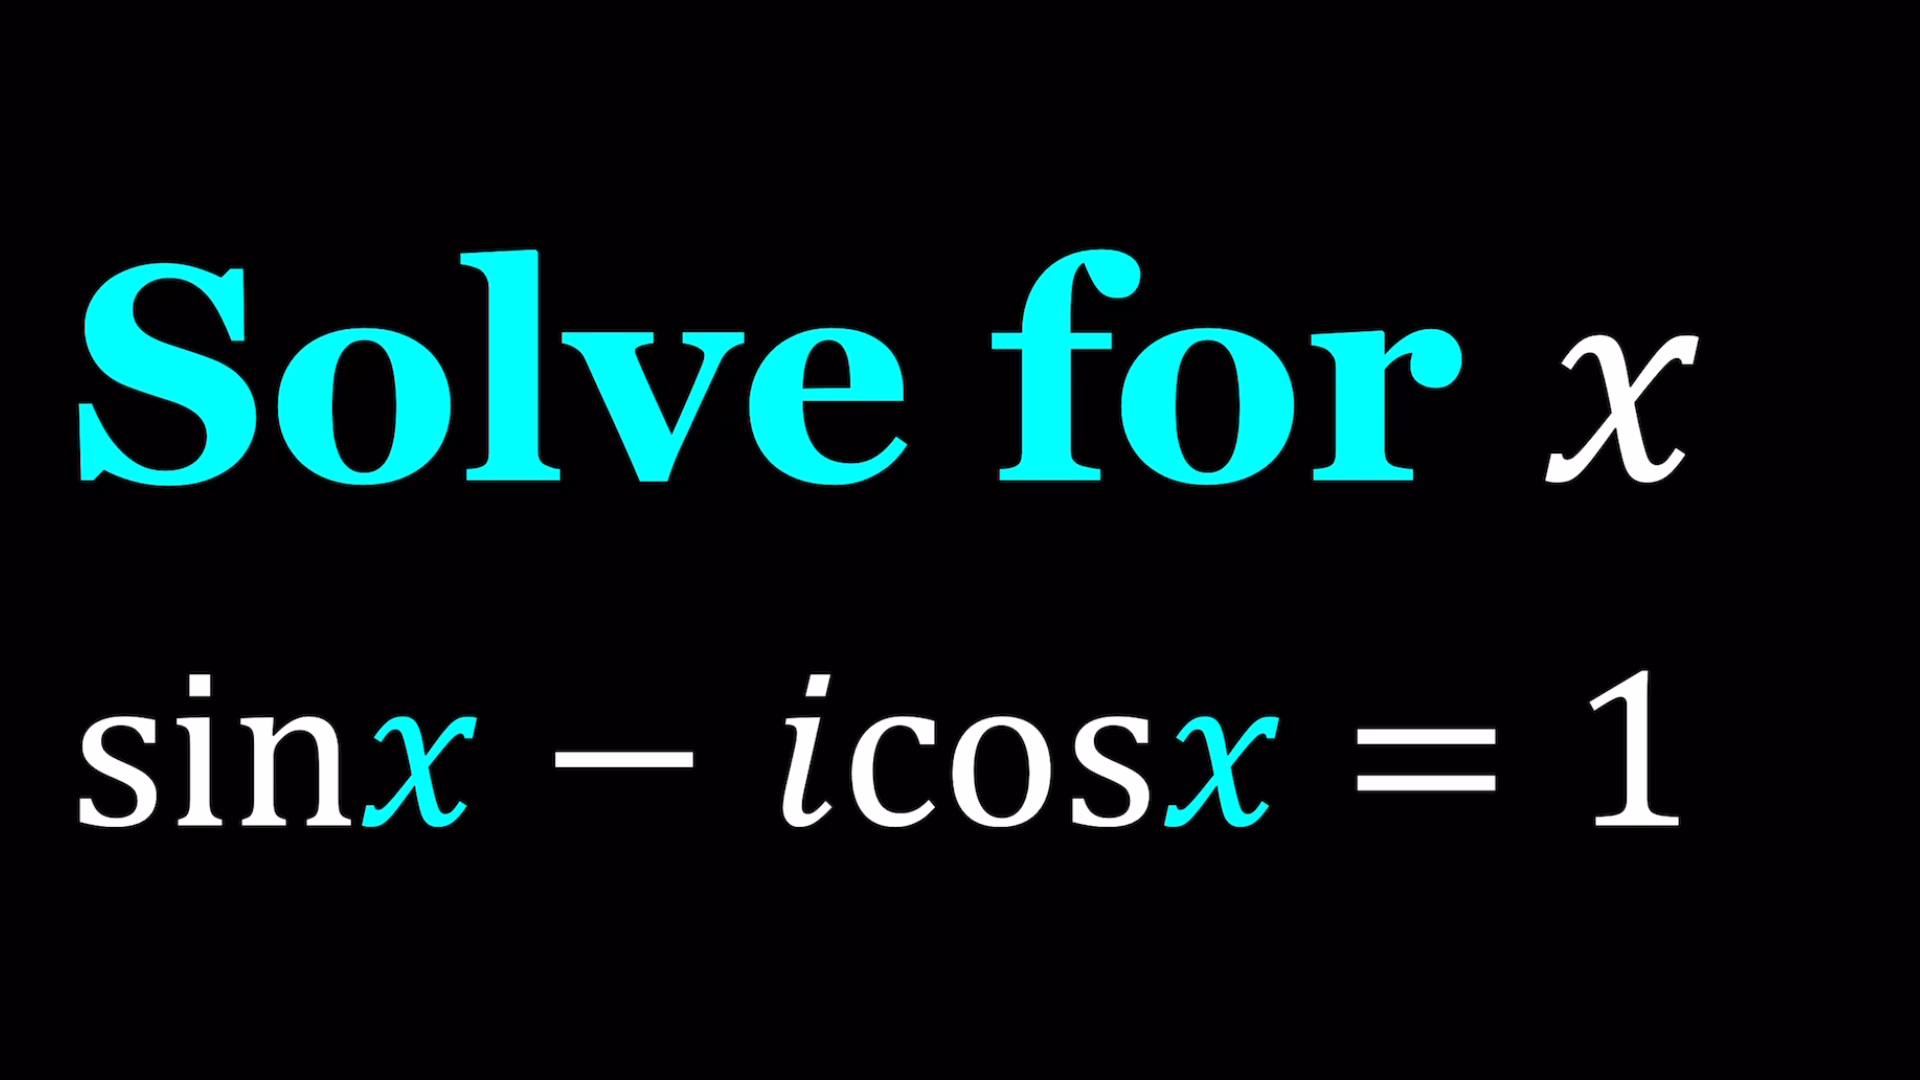 Solve for x
sinx − icosx = 1